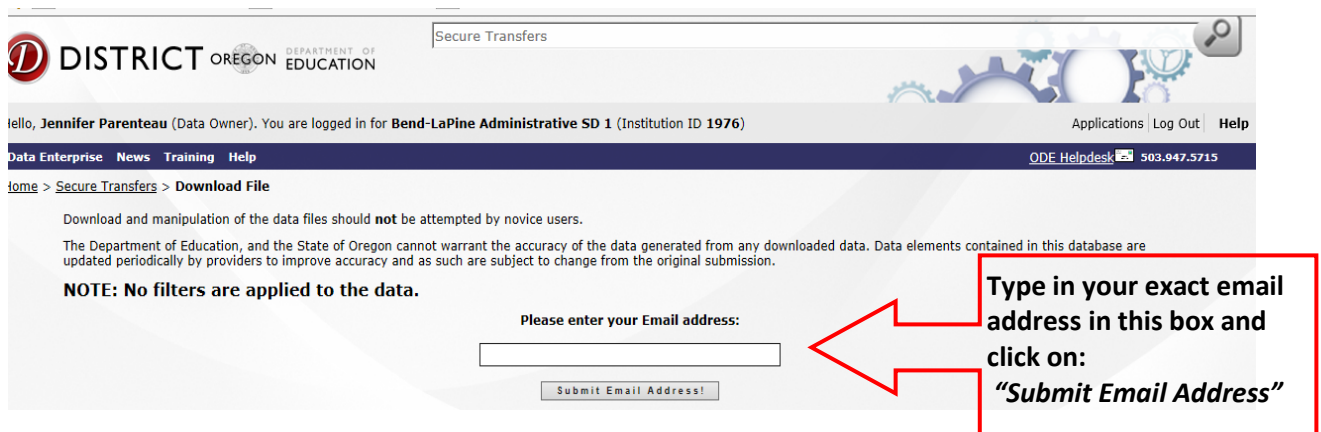 Secure Transfers
DISTRICT OREGON DEPARTMENT OF EDUCATION
Hello, Jennifer Parenteau (Data Owner). You are logged in for Bend-LaPine Administrative SD 1 (Institution ID 1976)
Applications | Log Out | Help
Data Enterprise News Training Help
ODE Helpdesk 503.947.5715
Home > Secure Transfers > Download File
Download and manipulation of the data files should not be attempted by novice users.
The Department of Education, and the State of Oregon cannot warrant the accuracy of the data generated from any downloaded data. Data elements contained in this database are
updated periodically by providers to improve accuracy and as such are subject to change from the original submission.
NOTE: No filters are applied to the data.
Please enter your Email address:
Submit Email Address!
Type in your exact email
address in this box and
click on:
“Submit Email Address”